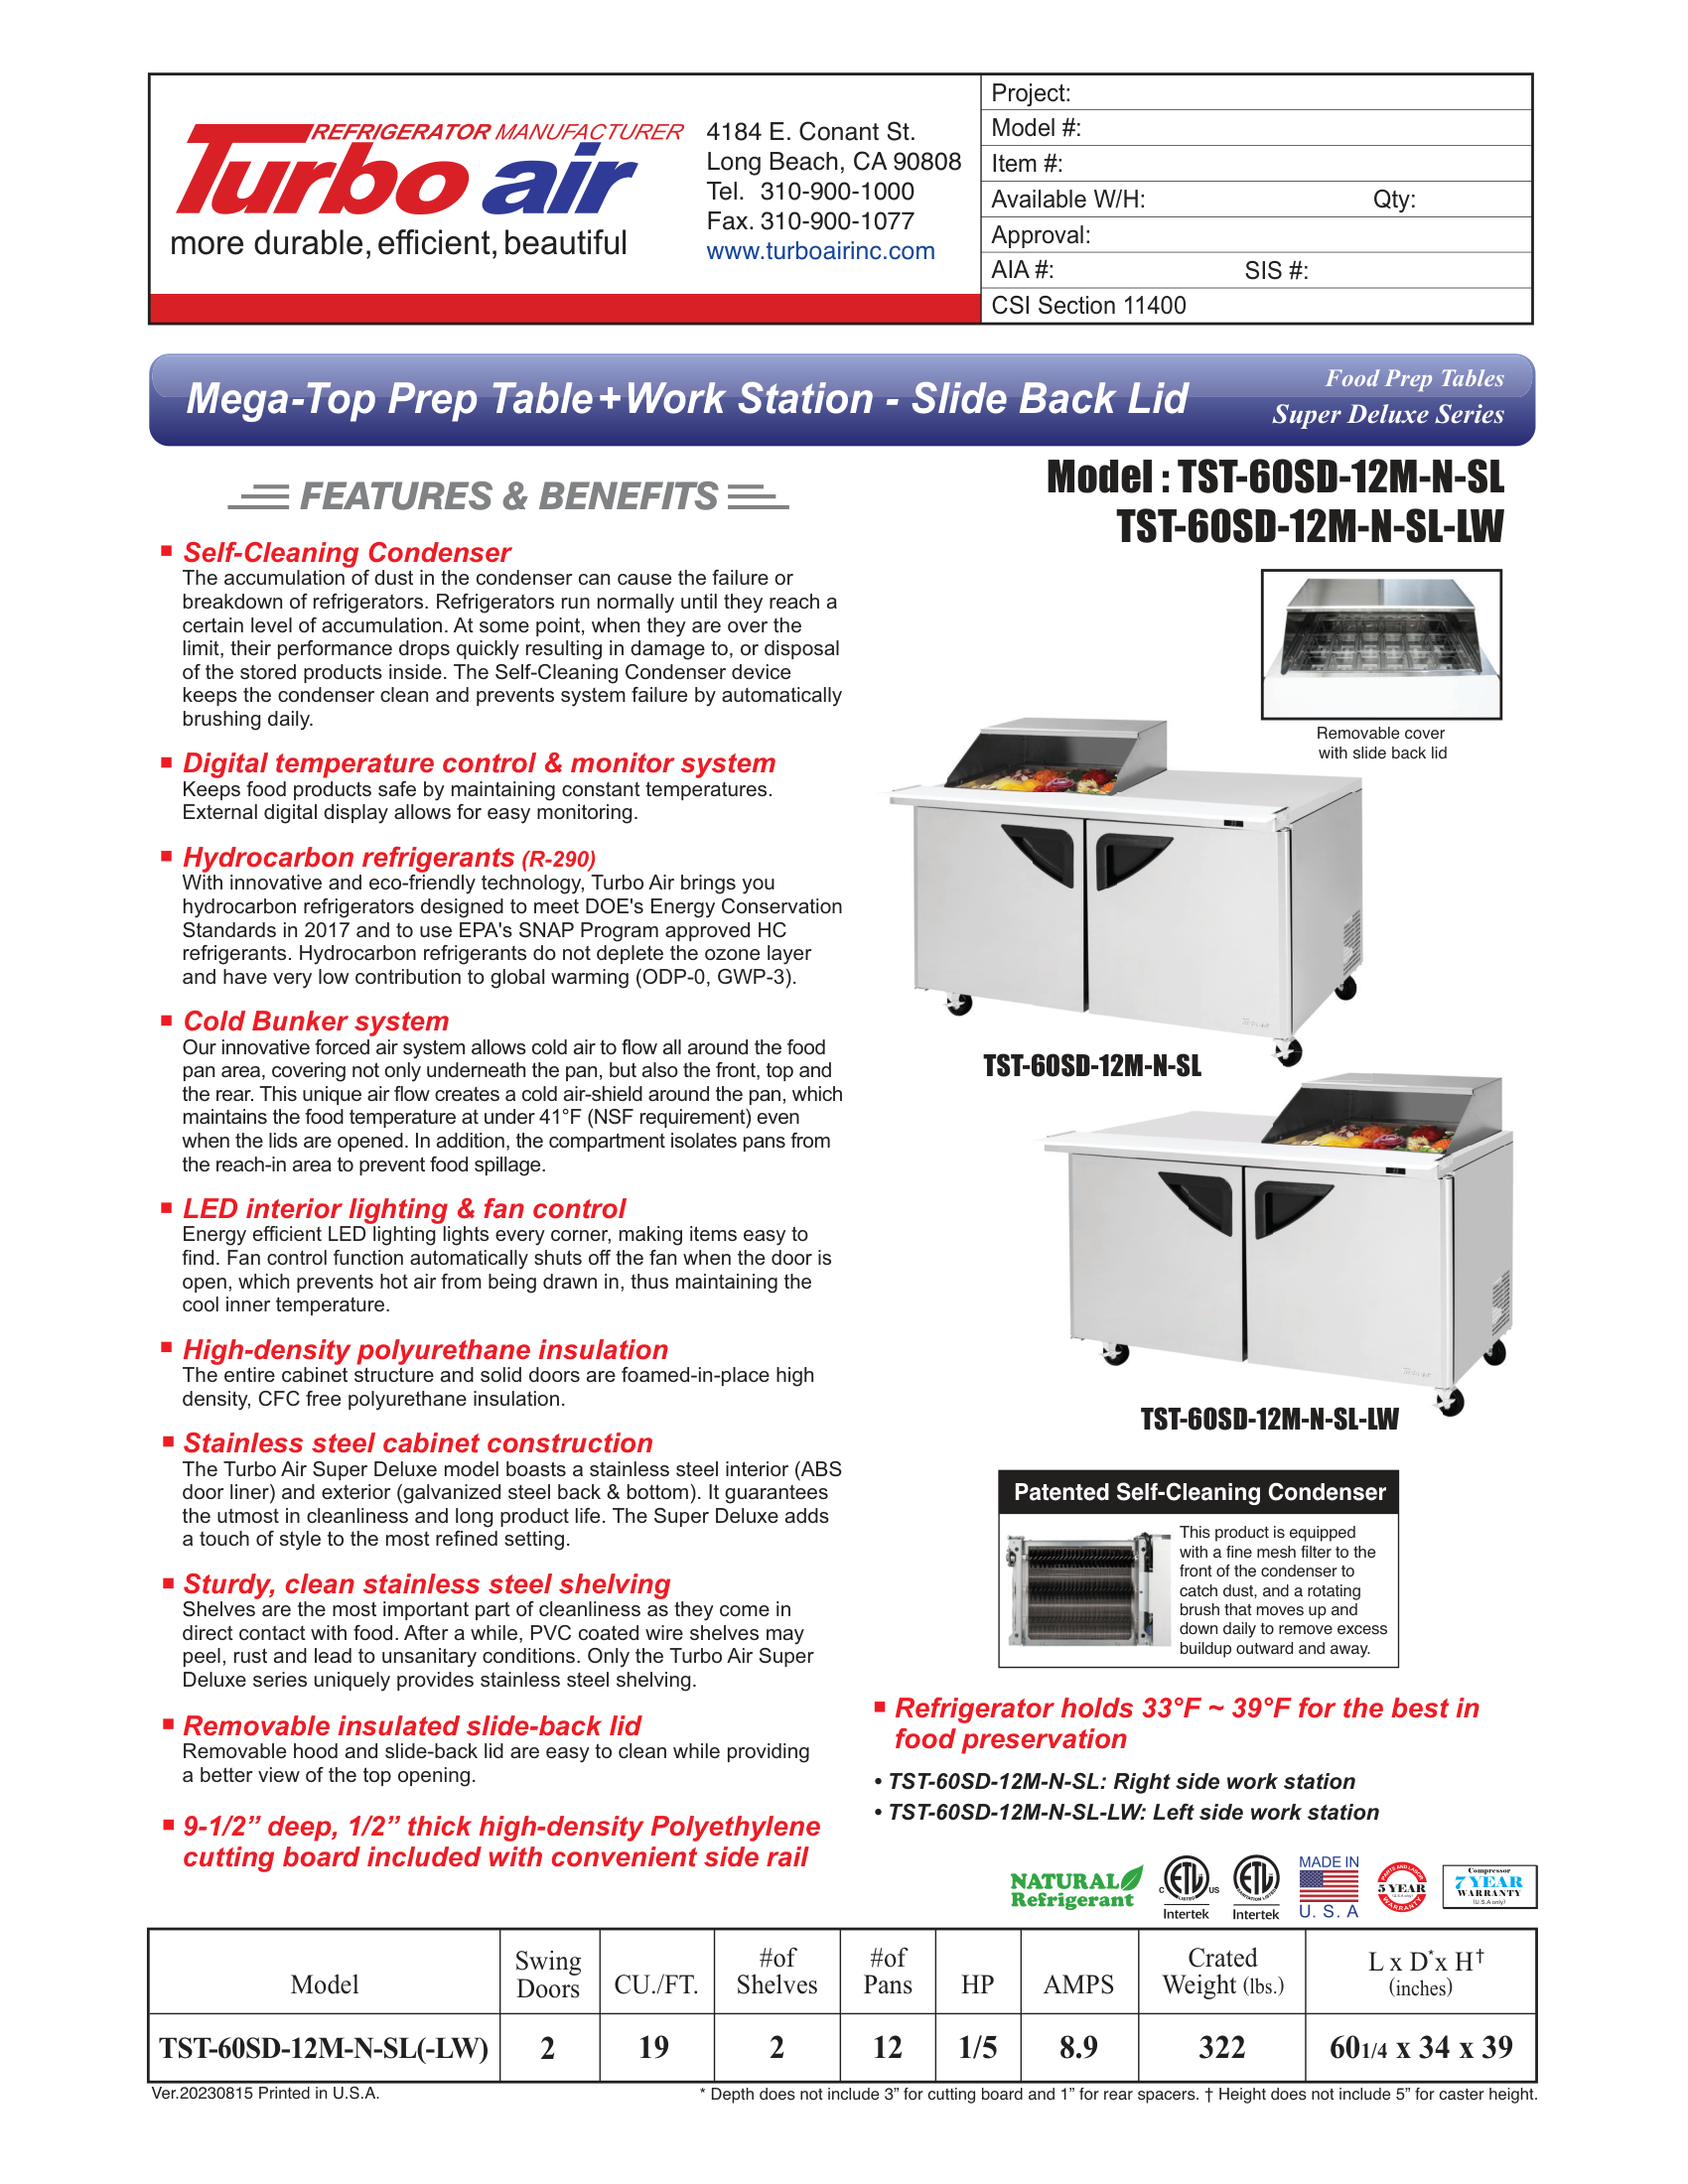 REFRIGERATOR MANUFACTURER
Turbo air
more durable, efficient, beautiful
4184 E. Conant St.
Long Beach, CA 90808
Tel. 310-900-1000
Fax. 310-900-1077
www.turboairinc.com
Project:
Model #:
Item #:
Available W/H: Qty:
Approval:
AIA #: SIS #:
CSI Section 11400
Mega-Top Prep Table+Work Station - Slide Back Lid
Food Prep Tables
Super Deluxe Series
FEATURES & BENEFITS
Self-Cleaning Condenser
The accumulation of dust in the condenser can cause the failure or
breakdown of refrigerators. Refrigerators run normally until they reach a
certain level of accumulation. At some point, when they are over the
limit, their performance drops quickly resulting in damage to, or disposal
of the stored products inside. The Self-Cleaning Condenser device
keeps the condenser clean and prevents system failure by automatically
brushing daily.
Digital temperature control & monitor system
Keeps food products safe by maintaining constant temperatures.
External digital display allows for easy monitoring.
Hydrocarbon refrigerants (R-290)
With innovative and eco-friendly technology, Turbo Air brings you
hydrocarbon refrigerators designed to meet DOE's Energy Conservation
Standards in 2017 and to use EPA's SNAP Program approved HC
refrigerants. Hydrocarbon refrigerants do not deplete the ozone layer
and have very low contribution to global warming (ODP-0, GWP-3).
Cold Bunker system
Our innovative forced air system allows cold air to flow all around the food
pan area, covering not only underneath the pan, but also the front, top and
the rear. This unique air flow creates a cold air-shield around the pan, which
maintains the food temperature at under 41°F (NSF requirement) even
when the lids are opened. In addition, the compartment isolates pans from
the reach-in area to prevent food spillage.
LED interior lighting & fan control
Energy efficient LED lighting lights every corner, making items easy to
find. Fan control function automatically shuts off the fan when the door is
open, which prevents hot air from being drawn in, thus maintaining the
cool inner temperature.
High-density polyurethane insulation
The entire cabinet structure and solid doors are foamed-in-place high
density, CFC free polyurethane insulation.
Stainless steel cabinet construction
The Turbo Air Super Deluxe model boasts a stainless steel interior (ABS
door liner) and exterior (galvanized steel back & bottom). It guarantees
the utmost in cleanliness and long product life. The Super Deluxe adds
a touch of style to the most refined setting.
Sturdy, clean stainless steel shelving
Shelves are the most important part of cleanliness as they come in
direct contact with food. After a while, PVC coated wire shelves may
peel, rust and lead to unsanitary conditions. Only the Turbo Air Super
Deluxe series uniquely provides stainless steel shelving.
Removable insulated slide-back lid
Removable hood and slide-back lid are easy to clean while providing
a better view of the top opening.
9-1/2” deep, 1/2” thick high-density Polyethylene
cutting board included with convenient side rail
Model : TST-60SD-12M-N-SL
TST-60SD-12M-N-SL-LW
Removable cover
with slide back lid
TST-60SD-12M-N-SL
TST-60SD-12M-N-SL-LW
Patented Self-Cleaning Condenser
This product is equipped
with a fine mesh filter to the
front of the condenser to
catch dust, and a rotating
brush that moves up and
down daily to remove excess
buildup outward and away.
Refrigerator holds 33°F ~ 39°F for the best in
food preservation
• TST-60SD-12M-N-SL: Right side work station
• TST-60SD-12M-N-SL-LW: Left side work station
NATURAL
Refrigerant
C ETL US LISTED
Intertek
ETL SANITATION LISTED
Intertek
MADE IN
U. S. A
PARTS AND LABOR
5 YEAR
(U.S.A only)
WARRANTY
Compressor
7 YEAR
WARRANTY
(U.S.A only)
Model Swing Doors CU./FT. #of Shelves #of Pans HP AMPS Crated Weight (lbs.) L x D* x H† (inches)
TST-60SD-12M-N-SL(-LW) 2 19 2 12 1/5 8.9 322 60 1/4 x 34 x 39
Ver.20230815 Printed in U.S.A.
* Depth does not include 3” for cutting board and 1” for rear spacers. † Height does not include 5” for caster height.